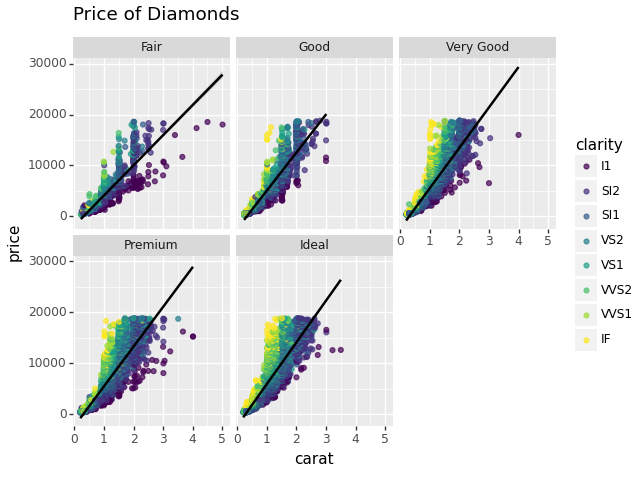 Price of Diamonds
Fair
Good
Very Good
30000
20000
10000
0
0 1 2 3 4 5
Premium
Ideal
30000
20000
10000
0
0 1 2 3 4 5
0 1 2 3 4 5
price
carat
clarity
I1
SI2
SI1
VS2
VS1
VVS2
VVS1
IF